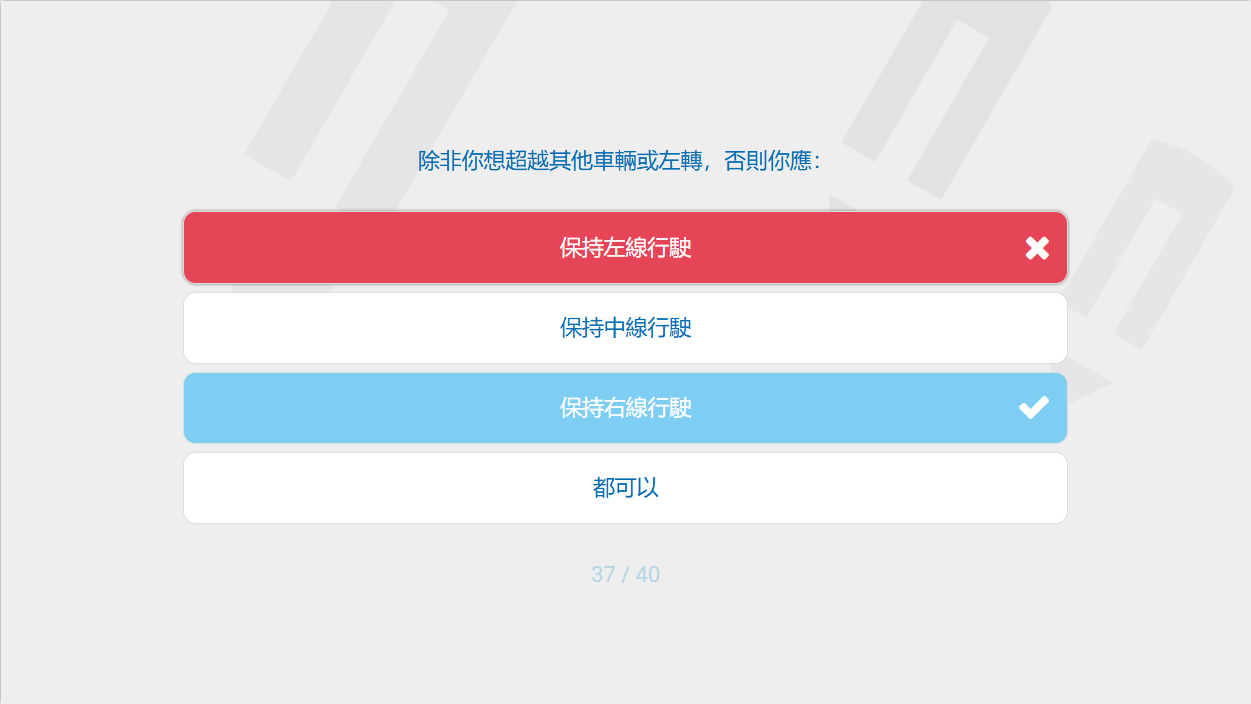 除非你想超越其他車輛或左轉，否則你應：
保持左線行駛
保持中線行駛
保持右線行駛
都可以
37 / 40